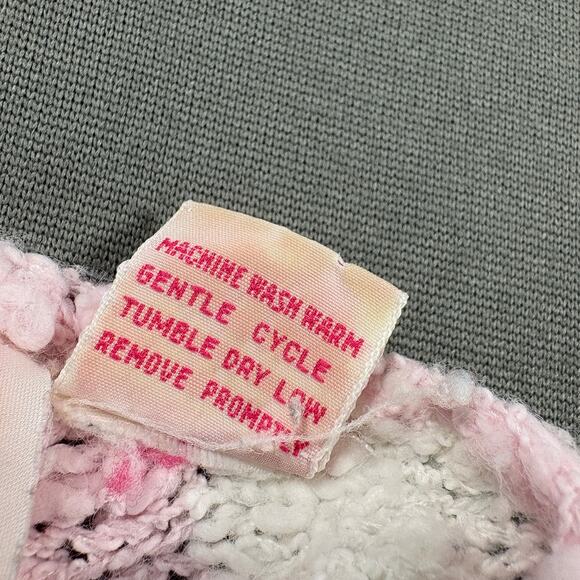 MACHINE WASH WARM
GENTLE CYCLE
TUMBLE DRY LOW
REMOVE PROMPTLY